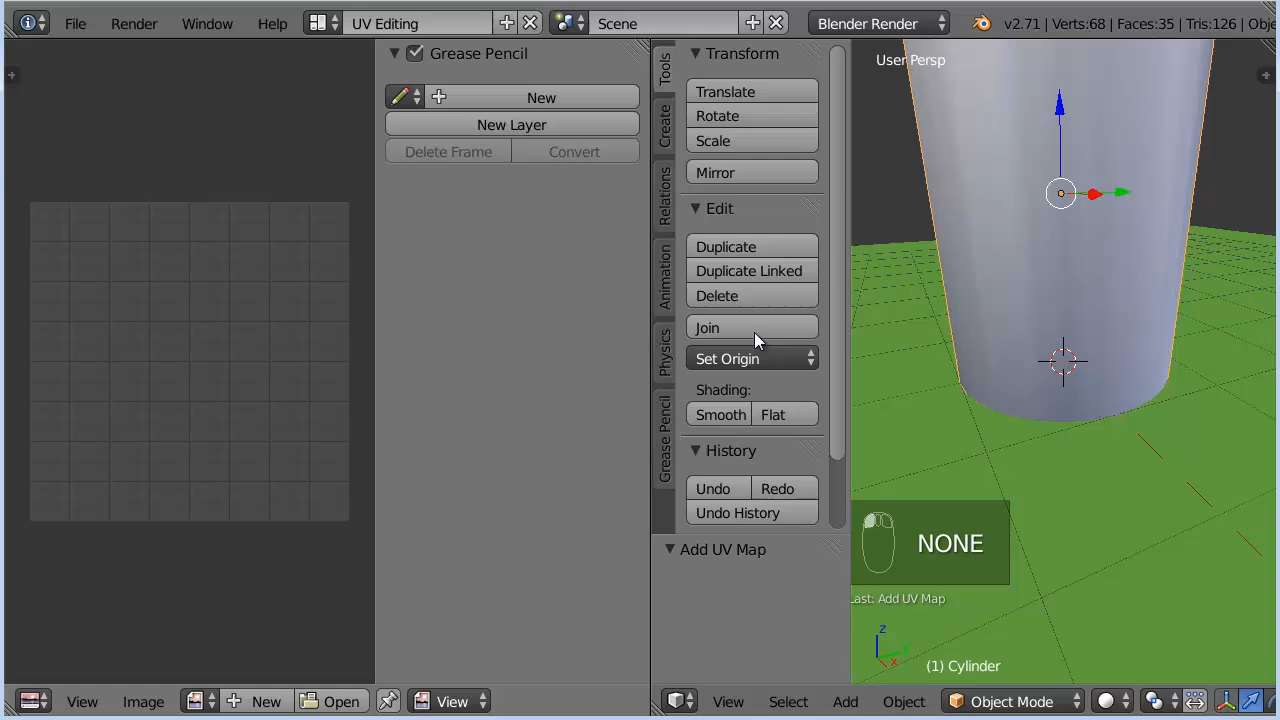 File Render Window Help UV Editing Scene Blender Render v2.71 | Verts:68 | Faces:35 | Tris:126 |
Grease Pencil
New
New Layer
Delete Frame Convert
Tools
Create
Relations
Animation
Physics
Grease Pencil
Transform
Translate
Rotate
Scale
Mirror
Edit
Duplicate
Duplicate Linked
Delete
Join
Set Origin
Shading:
Smooth Flat
History
Undo Redo
Undo History
Add UV Map
User Persp
NONE
Last: Add UV Map
z
x
(1) Cylinder
View Image New Open View
View Select Add Object Object Mode